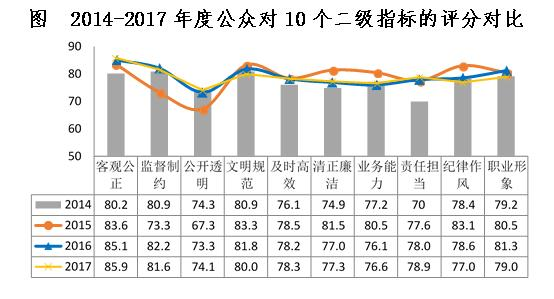 图 2014-2017 年度公众对 10 个二级指标的评分对比
90
80
70
60
50
客观公正 监督制约 公开透明 文明规范 及时高效 清正廉洁 业务能力 责任担当 纪律作风 职业形象
2014 80.2 80.9 74.3 80.9 76.1 74.9 77.2 70 78.4 79.2
2015 83.6 73.3 67.3 83.3 78.5 81.5 80.5 77.6 83.1 80.5
2016 85.1 82.2 73.3 81.8 78.2 77.0 76.1 78.0 78.6 81.3
2017 85.9 81.6 74.1 80.0 78.3 77.3 76.6 78.9 77.0 79.0